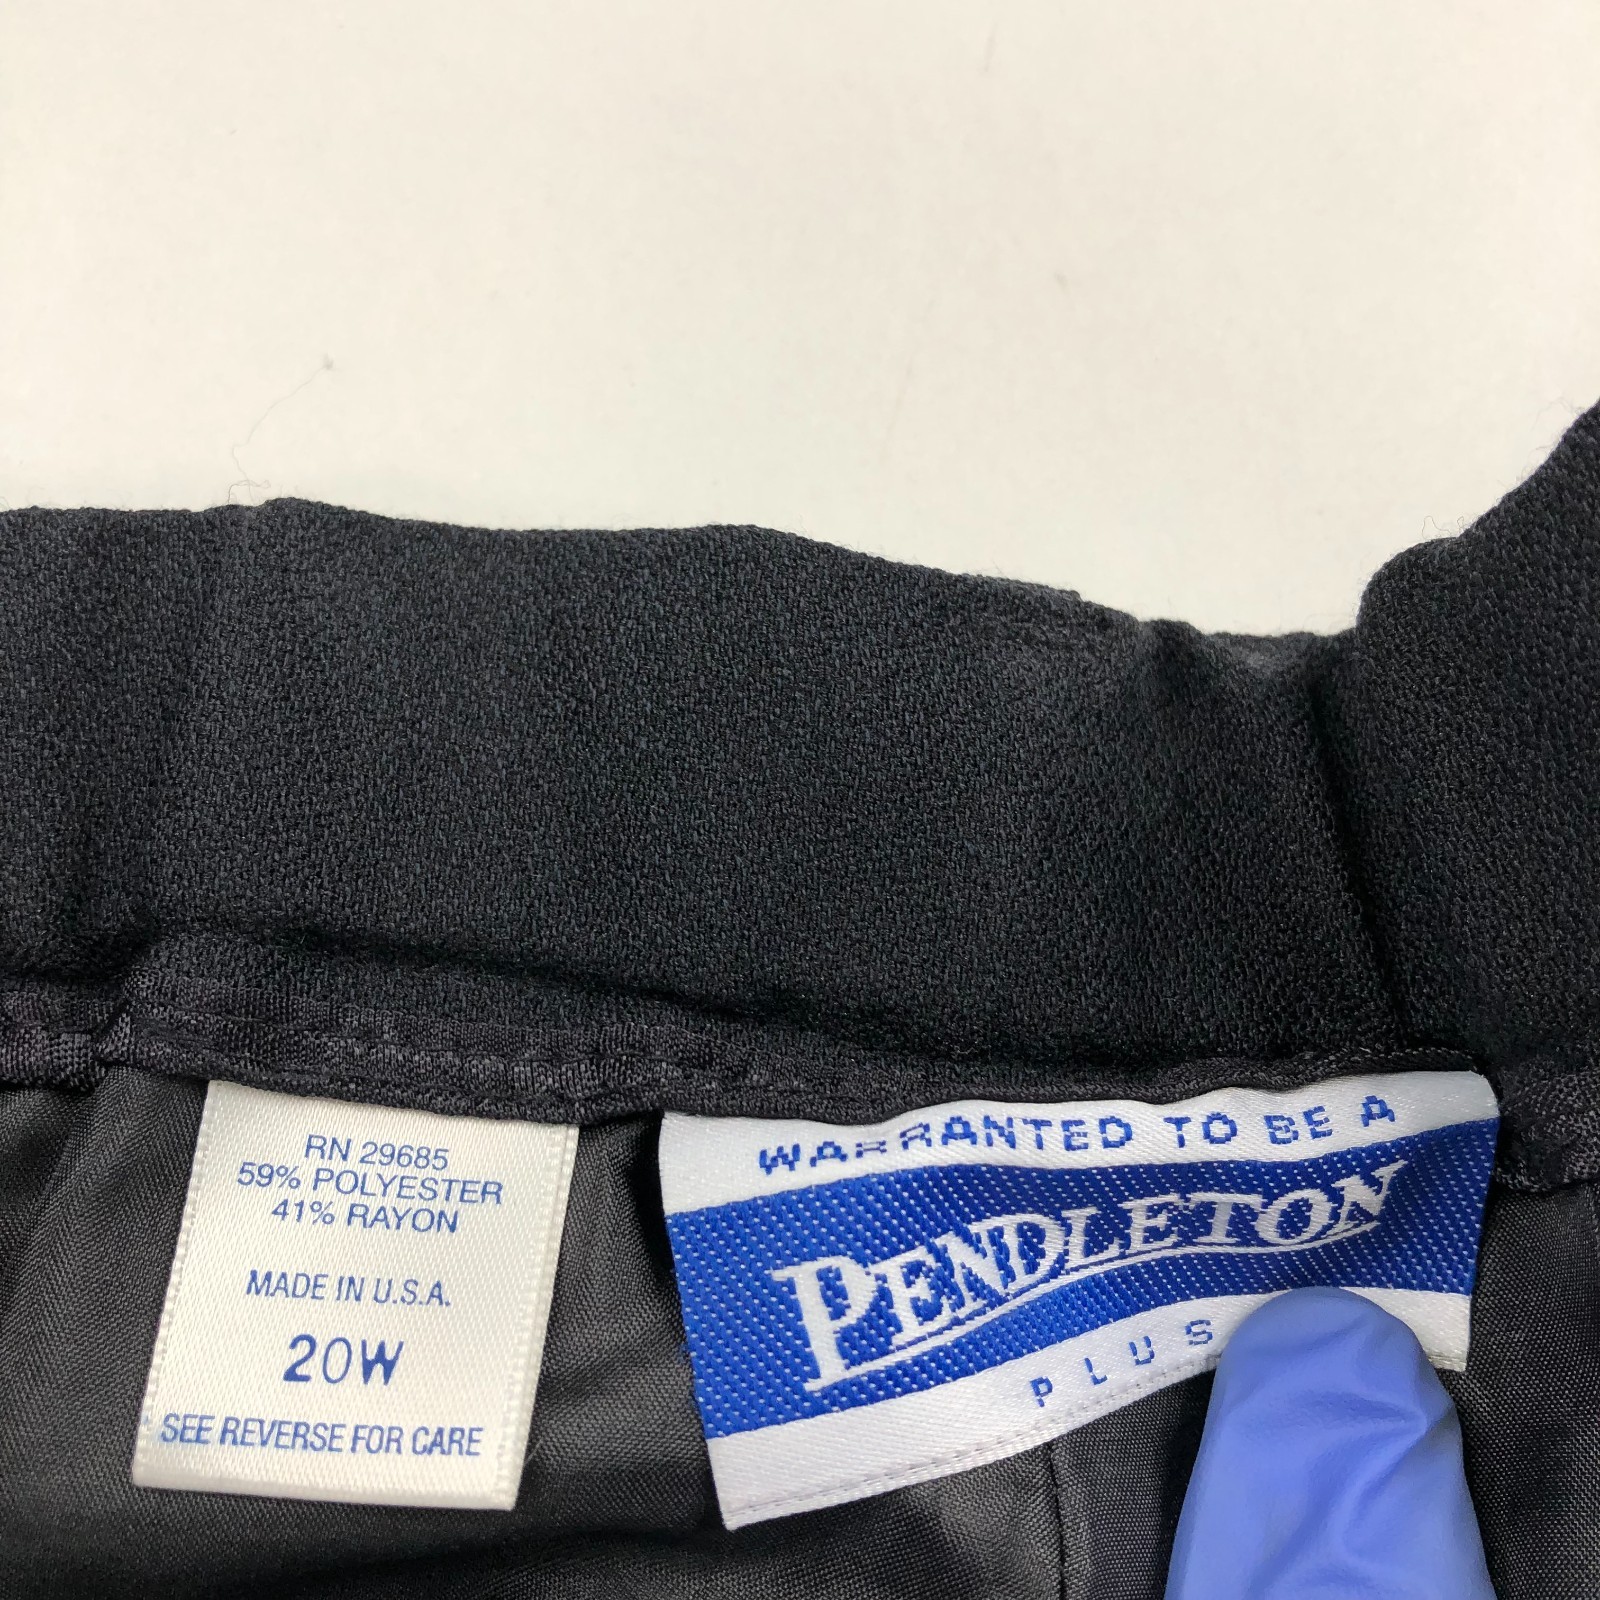 RN 29685
59% POLYESTER
41% RAYON
MADE IN U.S.A.
20W
SEE REVERSE FOR CARE
WARRANTED TO BE A
PENDLETON
PLUS